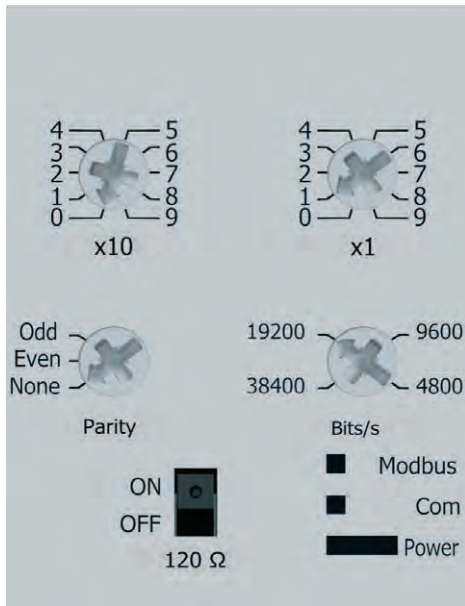 4 5 4 5
3 6 3 6
2 7 2 7
1 8 1 8
0 9 0 9
x10 x1
Odd 19200 9600
Even
None 38400 4800
Parity Bits/s
Modbus
ON
Com
OFF
Power
120 Ω